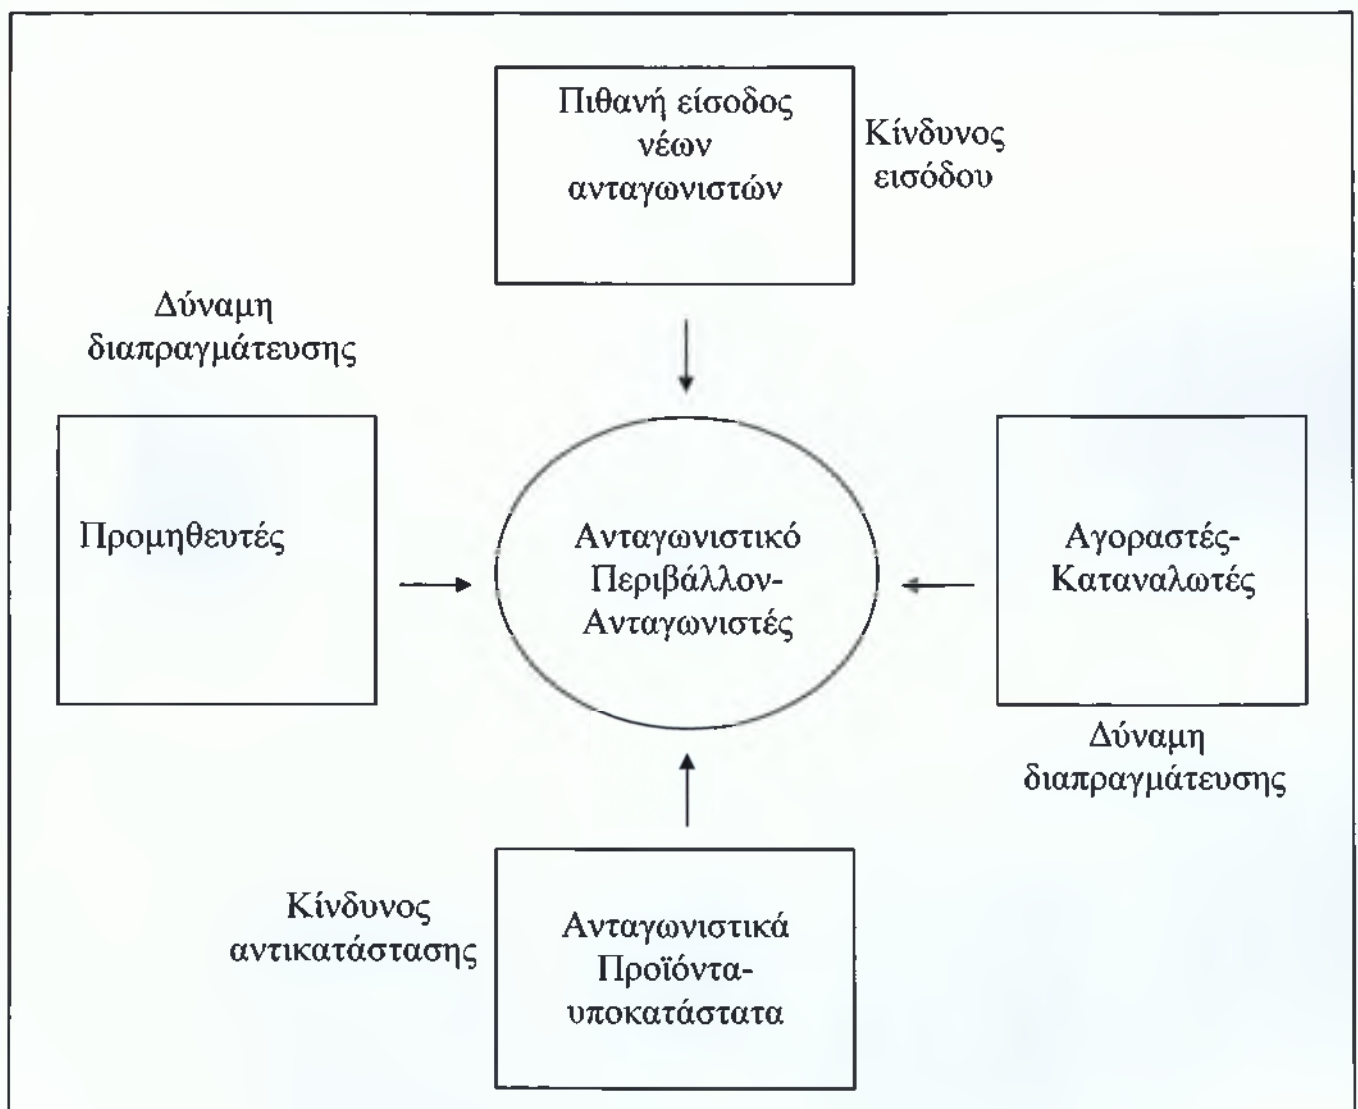 Πιθανή είσοδος
νέων
ανταγωνιστών
Κίνδυνος
εισόδου
Δύναμη
διαπραγμάτευσης
Προμηθευτές
Ανταγωνιστικό
Περιβάλλον-
Ανταγωνιστές
Αγοραστές-
Καταναλωτές
Δύναμη
διαπραγμάτευσης
Κίνδυνος
αντικατάστασης
Ανταγωνιστικά
Προϊόντα-
υποκατάστατα